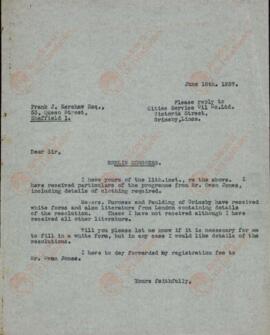 June 18th. 1937.
Frank J. Kershaw Esq.,
53, Queen Street,
Sheffield 1.
Please reply to
Cities Service Oil Co.Ltd.
Victoria Street,
Grimsby, Lincs.
Dear Sir,
BERLIN CONGRESS.
I have yours of the 11th.inst., re the above. I
have received particulars of the programme from Mr. Owen Jones,
including details of clothing required.
Messrs. Burness and Paulding of Grimsby have received
white forms and also literature from London containing details
of the resolution. These I have not received although I have
received all other literature.
Will you please let me know if it is necessary for me
to fill in a white form, but in any case I would like details of the
resolutions.
I have to day forwarded my registration fee to
Mr. Owen Jones.
Yours faithfully,